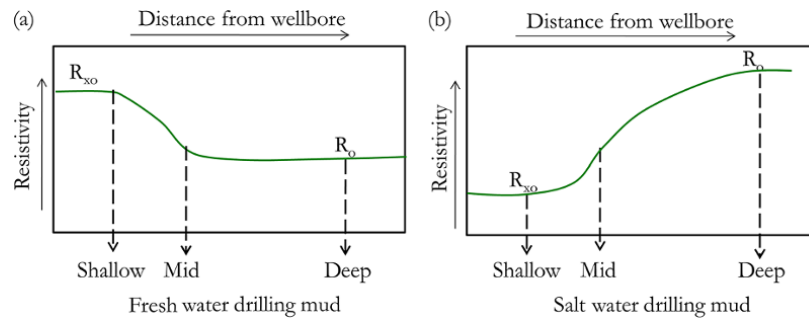 (a)
Distance from wellbore
Resistivity
Rxo
Ro
Shallow Mid Deep
Fresh water drilling mud
(b)
Distance from wellbore
Resistivity
Rxo
Ro
Shallow Mid Deep
Salt water drilling mud